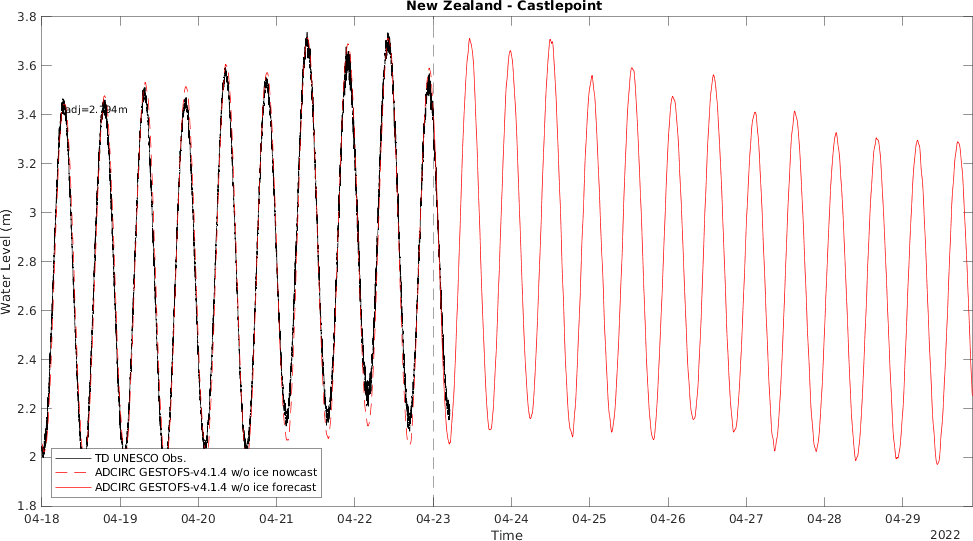 New Zealand - Castlepoint
Water Level (m)
3.8
3.6
3.4
3.2
3
2.8
2.6
2.4
2.2
2
1.8
TD UNESCO Obs.
ADCIRC GESTOFS-v4.1.4 w/o ice nowcast
ADCIRC GESTOFS-v4.1.4 w/o ice forecast
04-18 04-19 04-20 04-21 04-22 04-23 04-24 04-25 04-26 04-27 04-28 04-29
Time
2022